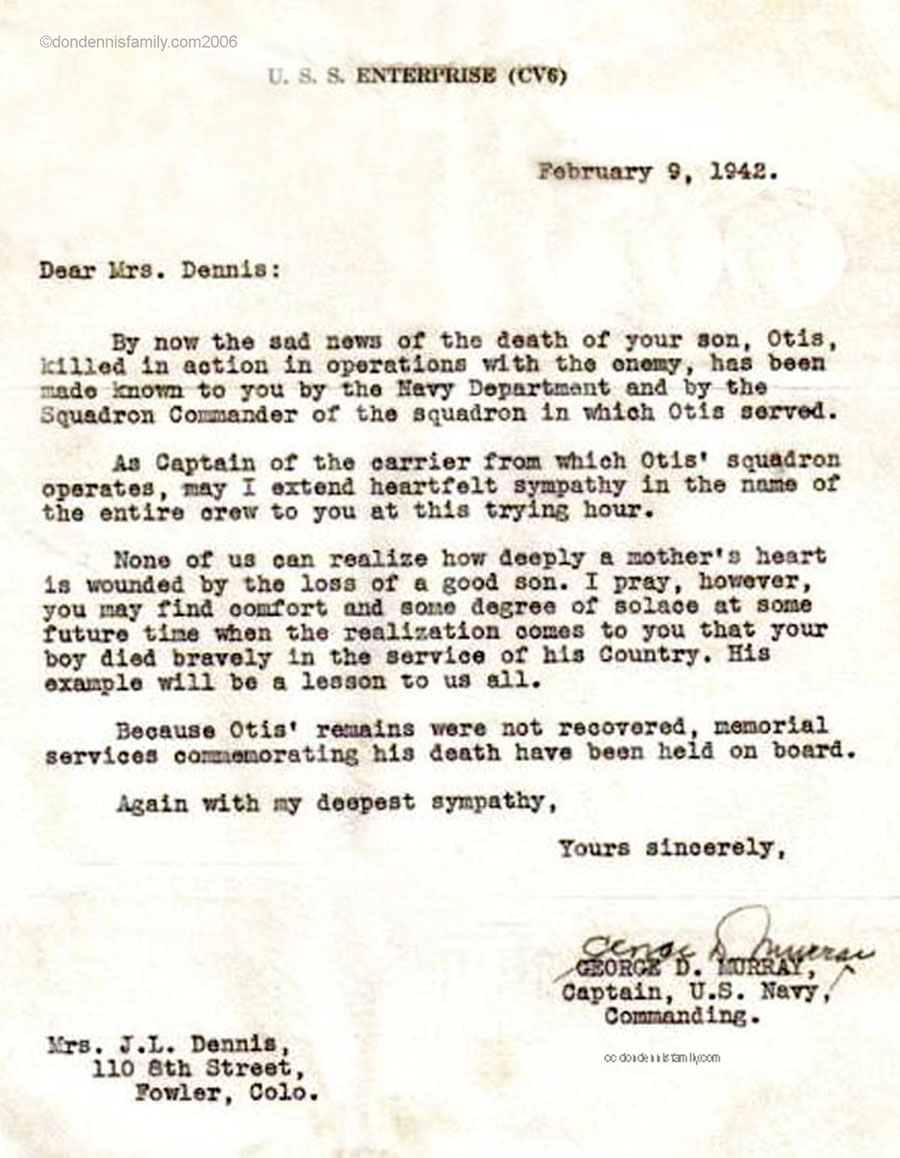 ©dondennisfamily.com2006
U. S. S. ENTERPRISE (CV6)
February 9, 1942.
Dear Mrs. Dennis:
By now the sad news of the death of your son, Otis,
killed in action in operations with the enemy, has been
made known to you by the Navy Department and by the
Squadron Commander of the squadron in which Otis served.
As Captain of the carrier from which Otis' squadron
operates, may I extend heartfelt sympathy in the name of
the entire crew to you at this trying hour.
None of us can realize how deeply a mother's heart
is wounded by the loss of a good son. I pray, however,
you may find comfort and some degree of solace at some
future time when the realization comes to you that your
boy died bravely in the service of his Country. His
example will be a lesson to us all.
Because Otis' remains were not recovered, memorial
services commemorating his death have been held on board.
Again with my deepest sympathy,
Yours sincerely,
George D. Murray
GEORGE D. MURRAY,
Captain, U.S. Navy,
Commanding.
cc dondennisfamily.com
Mrs. J.L. Dennis,
110 8th Street,
Fowler, Colo.